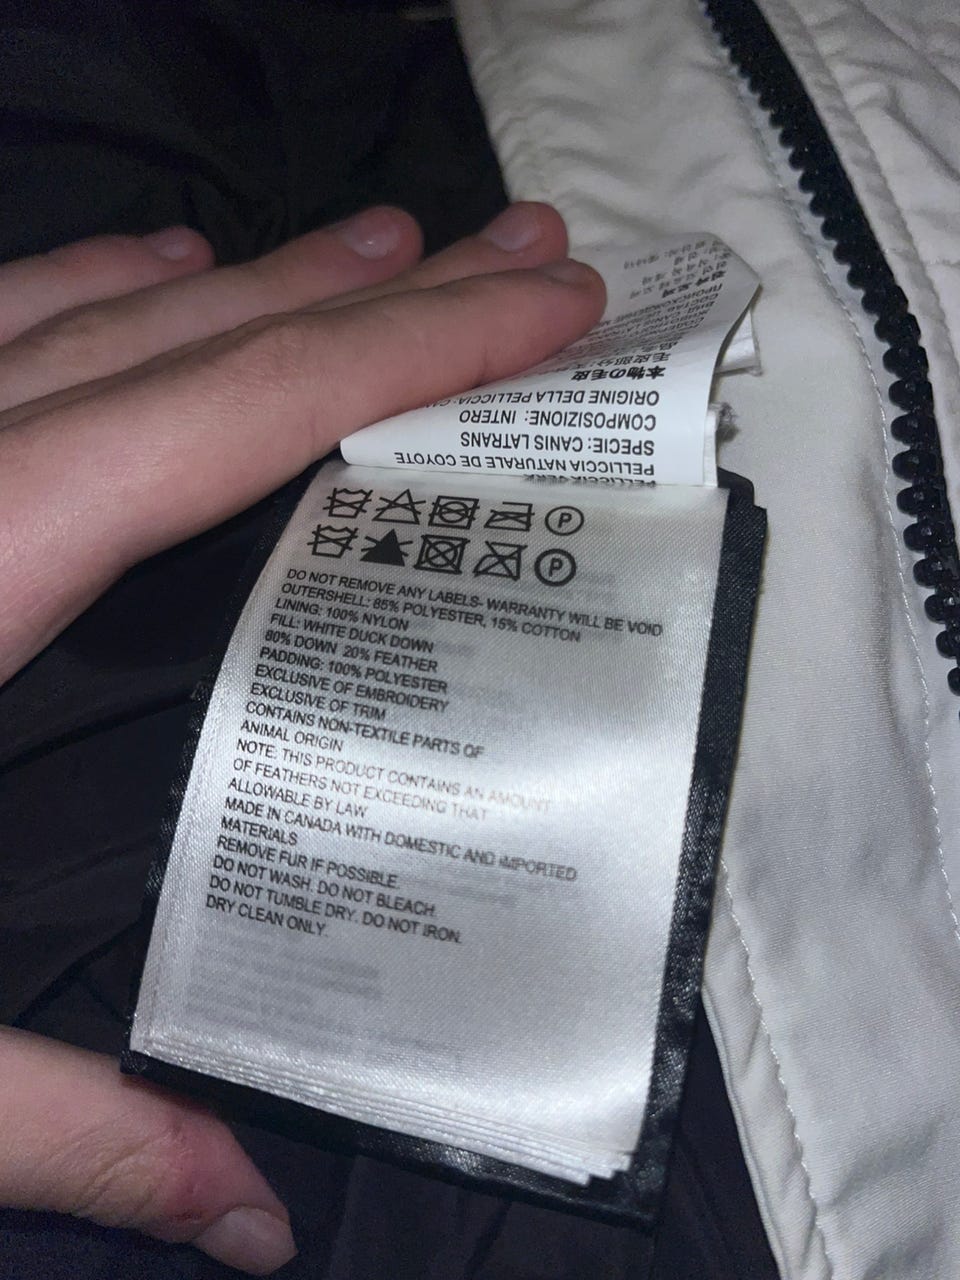 本物の毛皮
ORIGINE DELLA PELLICCIA:
COMPOSIZIONE: INTERO
SPECIE: CANIS LATRANS
PELLICCIA NATURALE DE COYOTE
P
P
DO NOT REMOVE ANY LABELS- WARRANTY WILL BE VOID
OUTERSHELL: 85% POLYESTER, 15% COTTON
LINING: 100% NYLON
FILL: WHITE DUCK DOWN
80% DOWN 20% FEATHER
PADDING: 100% POLYESTER
EXCLUSIVE OF EMBROIDERY
EXCLUSIVE OF TRIM
CONTAINS NON-TEXTILE PARTS OF
ANIMAL ORIGIN
NOTE: THIS PRODUCT CONTAINS AN AMOUNT
OF FEATHERS NOT EXCEEDING THAT
ALLOWABLE BY LAW
MADE IN CANADA WITH DOMESTIC AND IMPORTED
MATERIALS
REMOVE FUR IF POSSIBLE.
DO NOT WASH. DO NOT BLEACH.
DO NOT TUMBLE DRY. DO NOT IRON.
DRY CLEAN ONLY.